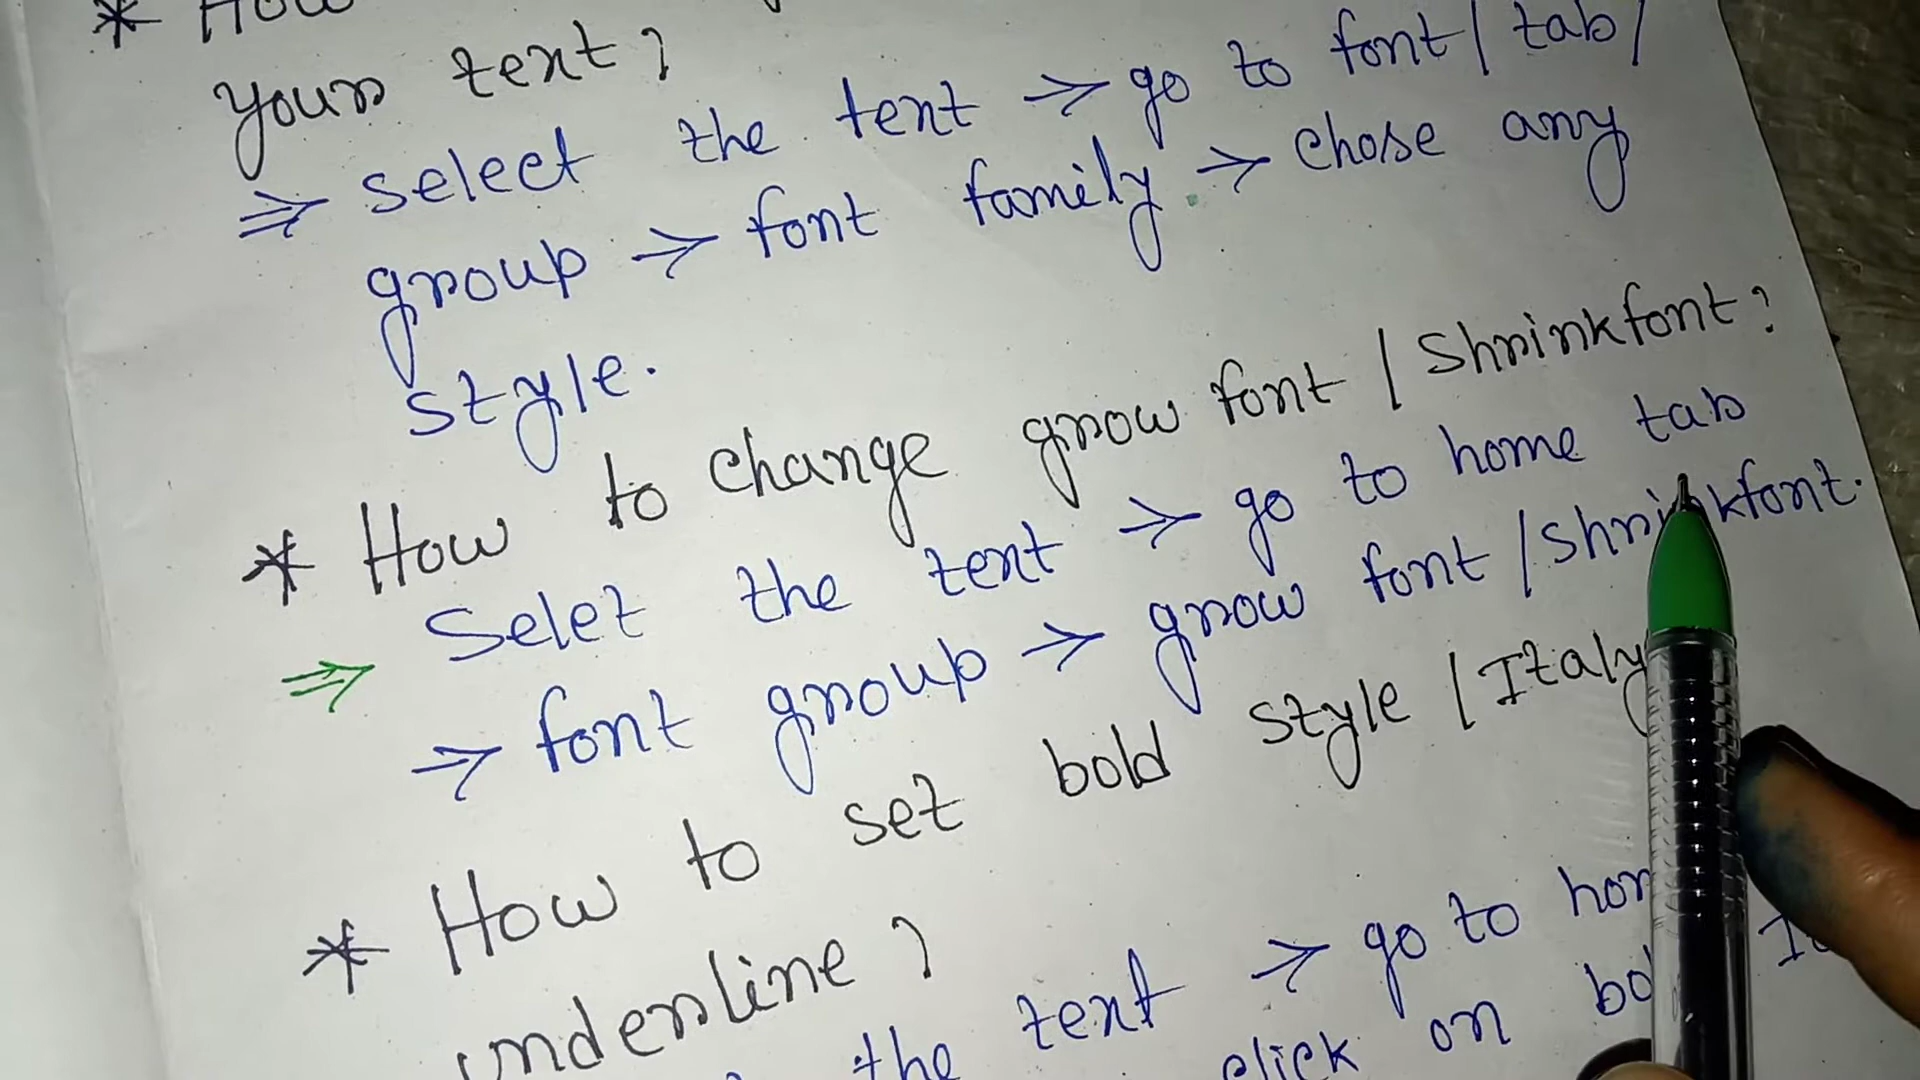 * How
your text?
⇒ select the text → go to font / tab /
group → font family → chose any
style.
* How to change grow font / Shrinkfont?
⇒ Selet the text → go to home tab
→ font group → grow font / Shrinkfont.
* How to set bold style / Italy
underline?
the text → go to
click on